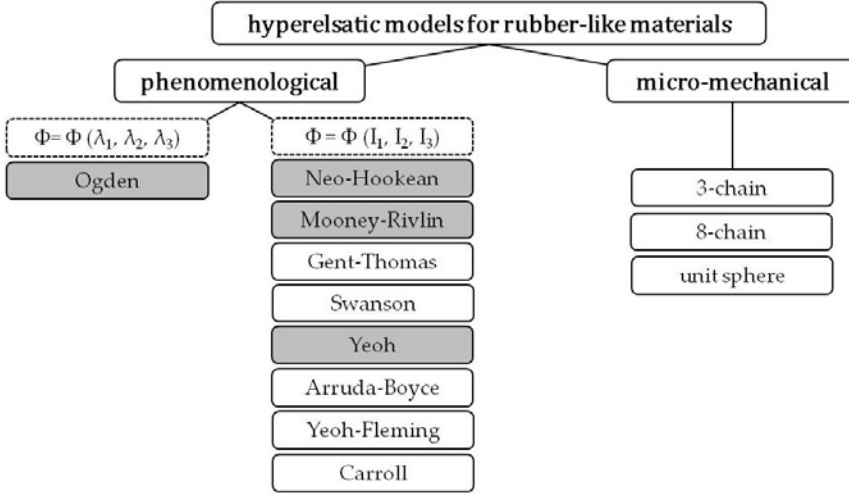 hyperelsatic models for rubber-like materials
phenomenological
micro-mechanical
Φ= Φ (λ₁, λ₂, λ₃)
Ogden
Φ = Φ (I₁, I₂, I₃)
Neo-Hookean
Mooney-Rivlin
Gent-Thomas
Swanson
Yeoh
Arruda-Boyce
Yeoh-Fleming
Carroll
3-chain
8-chain
unit sphere